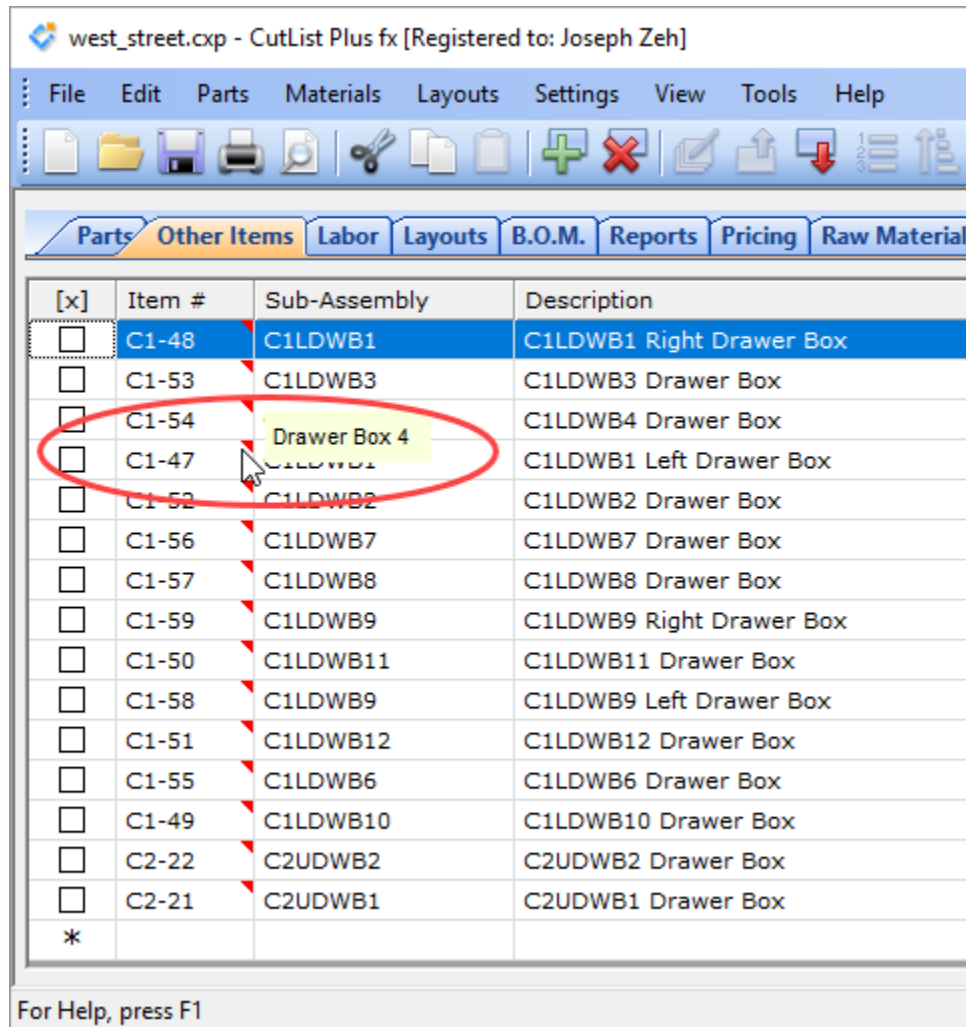 west_street.cxp - CutList Plus fx [Registered to: Joseph Zeh]
File Edit Parts Materials Layouts Settings View Tools Help
Parts Other Items Labor Layouts B.O.M. Reports Pricing Raw Material
[x] Item # Sub-Assembly Description
C1-48 C1LDWB1 C1LDWB1 Right Drawer Box
C1-53 C1LDWB3 C1LDWB3 Drawer Box
C1-54 C1LDWB4 Drawer Box
Drawer Box 4
C1-47 C1LDWB1 C1LDWB1 Left Drawer Box
C1-52 C1LDWB2 C1LDWB2 Drawer Box
C1-56 C1LDWB7 C1LDWB7 Drawer Box
C1-57 C1LDWB8 C1LDWB8 Drawer Box
C1-59 C1LDWB9 C1LDWB9 Right Drawer Box
C1-50 C1LDWB11 C1LDWB11 Drawer Box
C1-58 C1LDWB9 C1LDWB9 Left Drawer Box
C1-51 C1LDWB12 C1LDWB12 Drawer Box
C1-55 C1LDWB6 C1LDWB6 Drawer Box
C1-49 C1LDWB10 C1LDWB10 Drawer Box
C2-22 C2UDWB2 C2UDWB2 Drawer Box
C2-21 C2UDWB1 C2UDWB1 Drawer Box
*
For Help, press F1